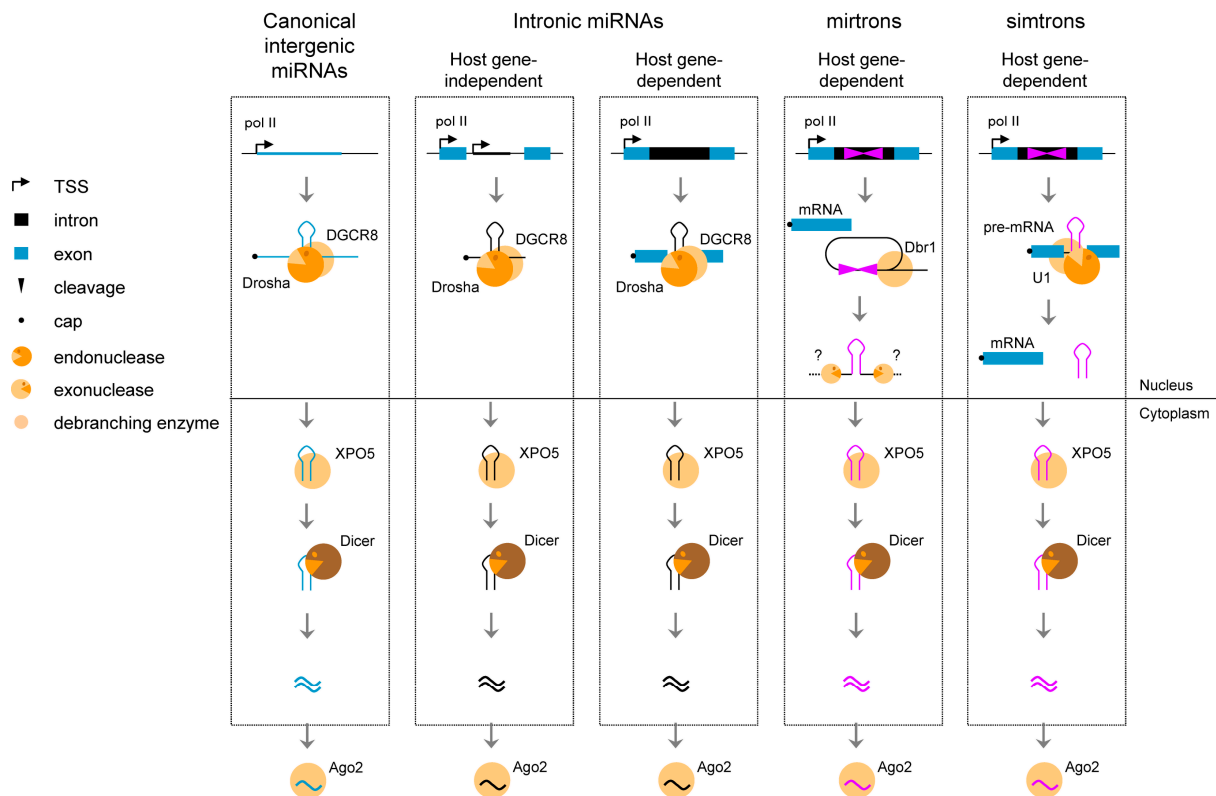 Canonical
intergenic
miRNAs
Intronic miRNAs
mirtrons
simtrons
Host gene-
independent
Host gene-
dependent
Host gene-
dependent
Host gene-
dependent
pol II
pol II
pol II
pol II
pol II
TSS
intron
exon
cleavage
cap
endonuclease
exonuclease
debranching enzyme
DGCR8
Drosha
DGCR8
Drosha
DGCR8
Drosha
mRNA
Dbr1
? ?
pre-mRNA
U1
mRNA
Nucleus
Cytoplasm
XPO5
XPO5
XPO5
XPO5
XPO5
Dicer
Dicer
Dicer
Dicer
Dicer
Ago2
Ago2
Ago2
Ago2
Ago2